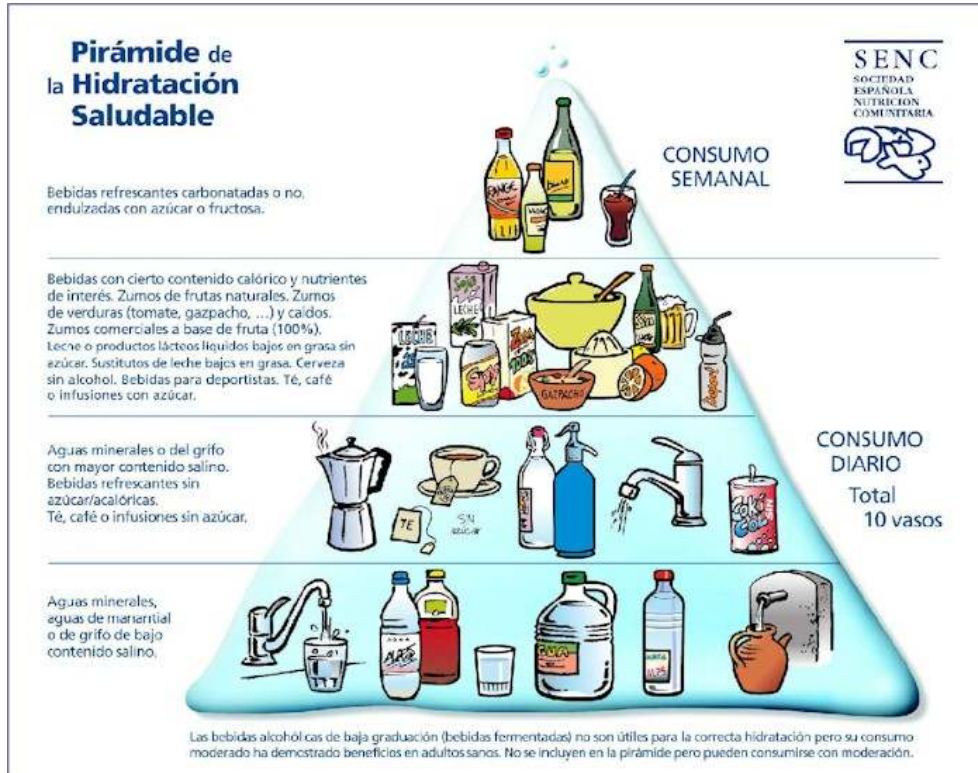 Pirámide de
la Hidratación
Saludable
SENC
SOCIEDAD
ESPAÑOLA
NUTRICION
COMUNITARIA
CONSUMO
SEMANAL
Bebidas refrescantes carbonatadas o no,
endulzadas con azúcar o fructosa.
Bebidas con cierto contenido calórico y nutrientes
de interés. Zumos de frutas naturales. Zumos
de verduras (tomate, gazpacho, ...) y caldos.
Zumos comerciales a base de fruta (100%).
Leche o productos lácteos líquidos bajos en grasa sin
azúcar. Sustitutos de leche bajos en grasa. Cerveza
sin alcohol. Bebidas para deportistas. Té, café
o infusiones con azúcar.
Soja
LECHE
LECHE
100%
GAZPACHO
Aguas minerales o del grifo
con mayor contenido salino.
Bebidas refrescantes sin
azúcar/acalóricas.
Té, café o infusiones sin azúcar.
TE
SIN
AZÚCAR
CONSUMO
DIARIO
Total
10 vasos
Aguas minerales,
aguas de manantial
o de grifo de bajo
contenido salino.
AGUA
Las bebidas alcohólicas de baja graduación (bebidas fermentadas) no son útiles para la correcta hidratación pero su consumo
moderado ha demostrado beneficios en adultos sanos. No se incluyen en la pirámide pero pueden consumirse con moderación.